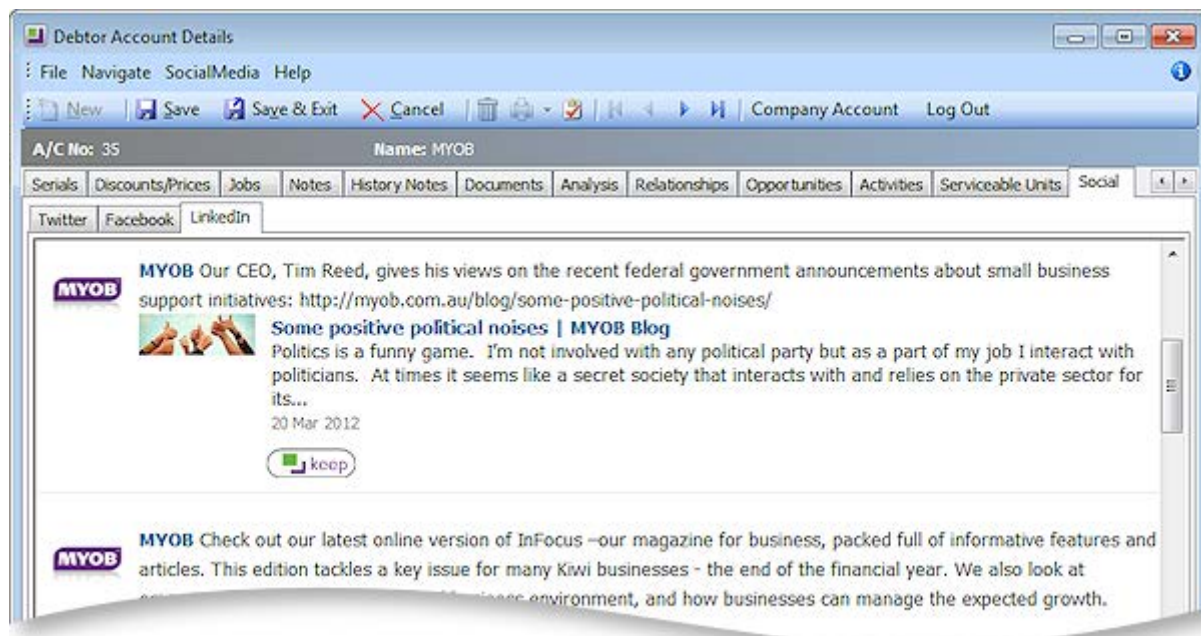 Debtor Account Details
File Navigate SocialMedia Help
New Save Save & Exit Cancel Company Account Log Out
A/C No: 35 Name: MYOB
Serials Discounts/Prices Jobs Notes History Notes Documents Analysis Relationships Opportunities Activities Serviceable Units Social
Twitter Facebook LinkedIn
MYOB Our CEO, Tim Reed, gives his views on the recent federal government announcements about small business
MYOB
support initiatives: http://myob.com.au/blog/some-positive-political-noises/
Some positive political noises | MYOB Blog
Politics is a funny game. I'm not involved with any political party but as a part of my job I interact with
politicians. At times it seems like a secret society that interacts with and relies on the private sector for
its...
20 Mar 2012
keep
MYOB Check out our latest online version of InFocus –our magazine for business, packed full of informative features and
MYOB
articles. This edition tackles a key issue for many Kiwi businesses - the end of the financial year. We also look at
environment, and how businesses can manage the expected growth.